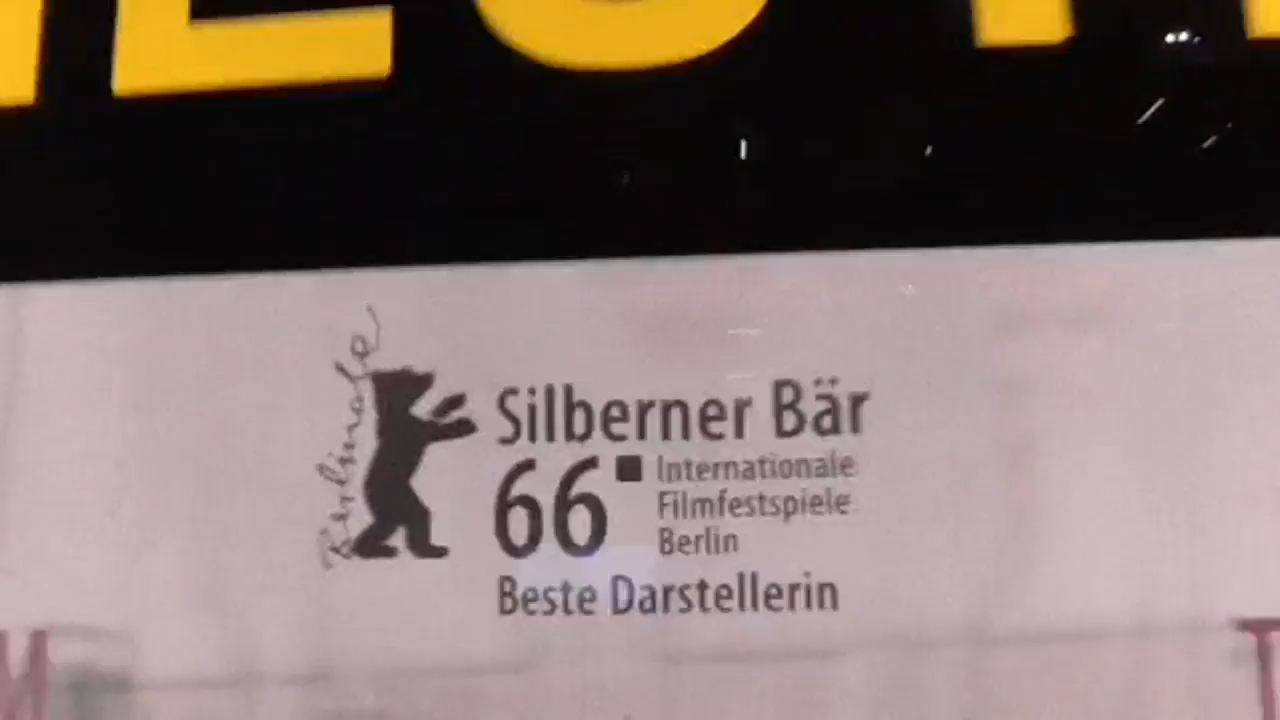 Berlinale
Silberner Bär
66
Internationale
Filmfestspiele
Berlin
Beste Darstellerin